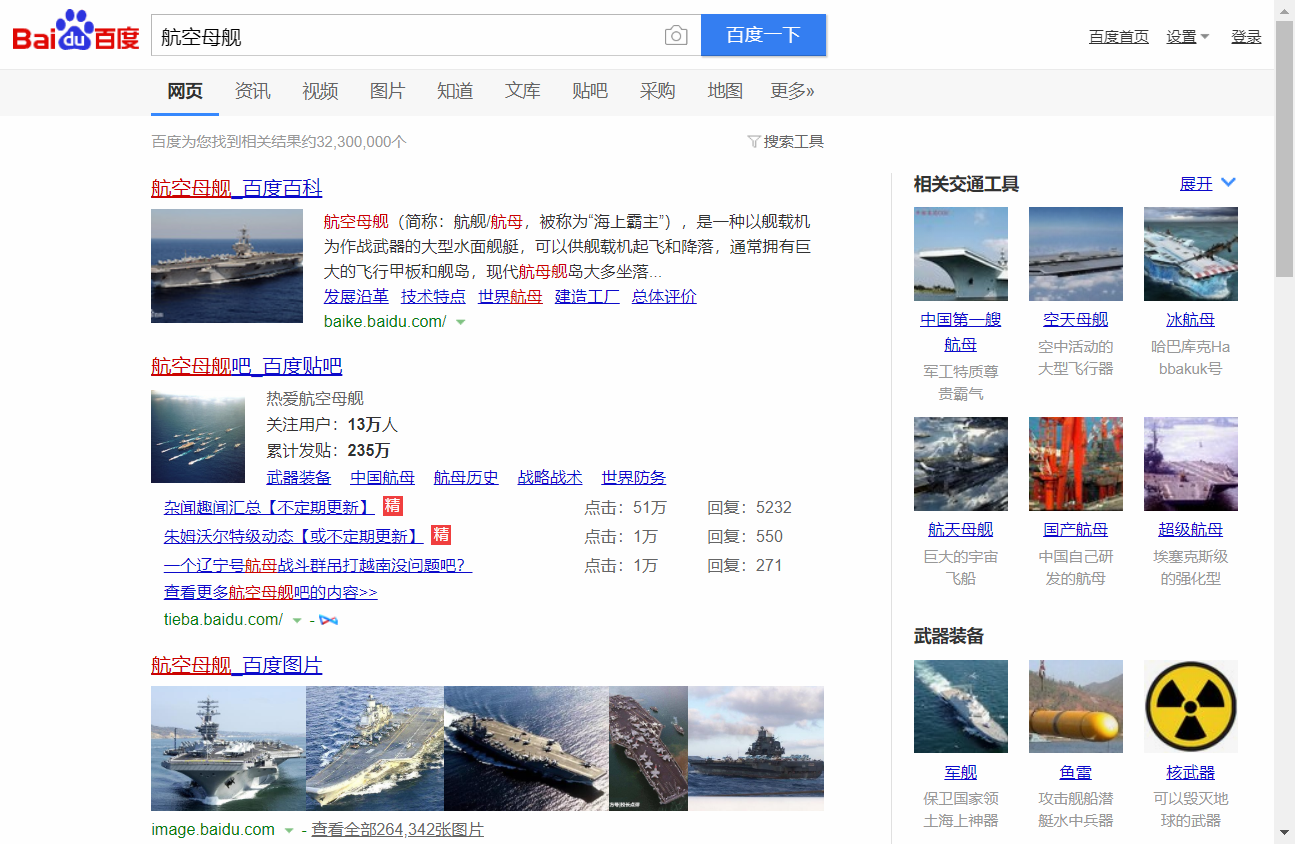 Bai du 百度
航空母舰
百度一下
百度首页 设置 登录
网页 资讯 视频 图片 知道 文库 贴吧 采购 地图 更多»
百度为您找到相关结果约32,300,000个
搜索工具
航空母舰_百度百科
航空母舰（简称：航舰/航母，被称为“海上霸主”），是一种以舰载机
为作战武器的大型水面舰艇，可以供舰载机起飞和降落，通常拥有巨
大的飞行甲板和舰岛，现代航母舰岛大多坐落...
发展沿革 技术特点 世界航母 建造工厂 总体评价
baike.baidu.com/
航空母舰吧_百度贴吧
热爱航空母舰
关注用户：13万人
累计发贴：235万
武器装备 中国航母 航母历史 战略战术 世界防务
杂闻趣闻汇总【不定期更新】 精 点击：51万 回复：5232
朱姆沃尔特级动态【或不定期更新】 精 点击：1万 回复：550
一个辽宁号航母战斗群吊打越南没问题吧？ 点击：1万 回复：271
查看更多航空母舰吧的内容>>
tieba.baidu.com/ -
航空母舰_百度图片
image.baidu.com - 查看全部264,342张图片
相关交通工具 展开
中国第一艘
航母
军工特质尊
贵霸气
空天母舰
空中活动的
大型飞行器
冰航母
哈巴库克Ha
bbakuk号
航天母舰
巨大的宇宙
飞船
国产航母
中国自己研
发的航母
超级航母
埃塞克斯级
的强化型
武器装备
军舰
保卫国家领
土海上神器
鱼雷
攻击舰船潜
艇水中兵器
核武器
可以毁灭地
球的武器